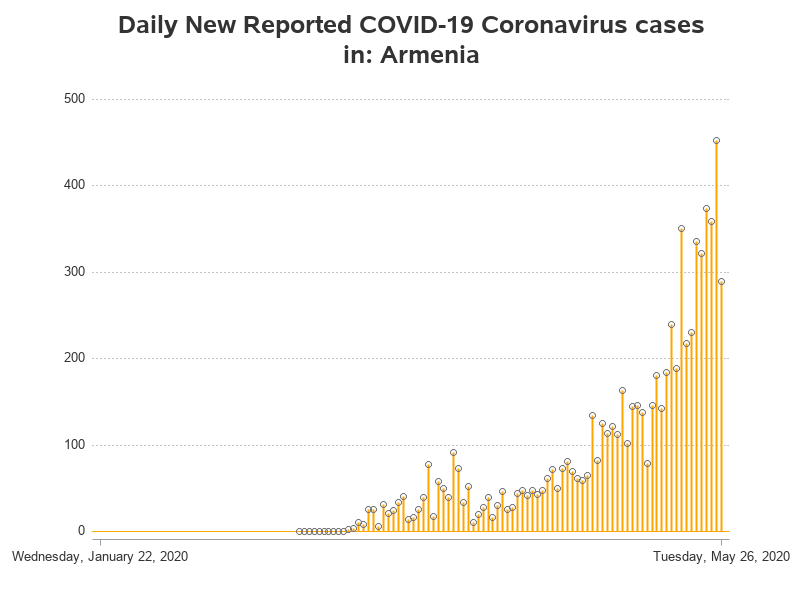 Daily New Reported COVID-19 Coronavirus cases
in: Armenia
500
400
300
200
100
0
Wednesday, January 22, 2020
Tuesday, May 26, 2020